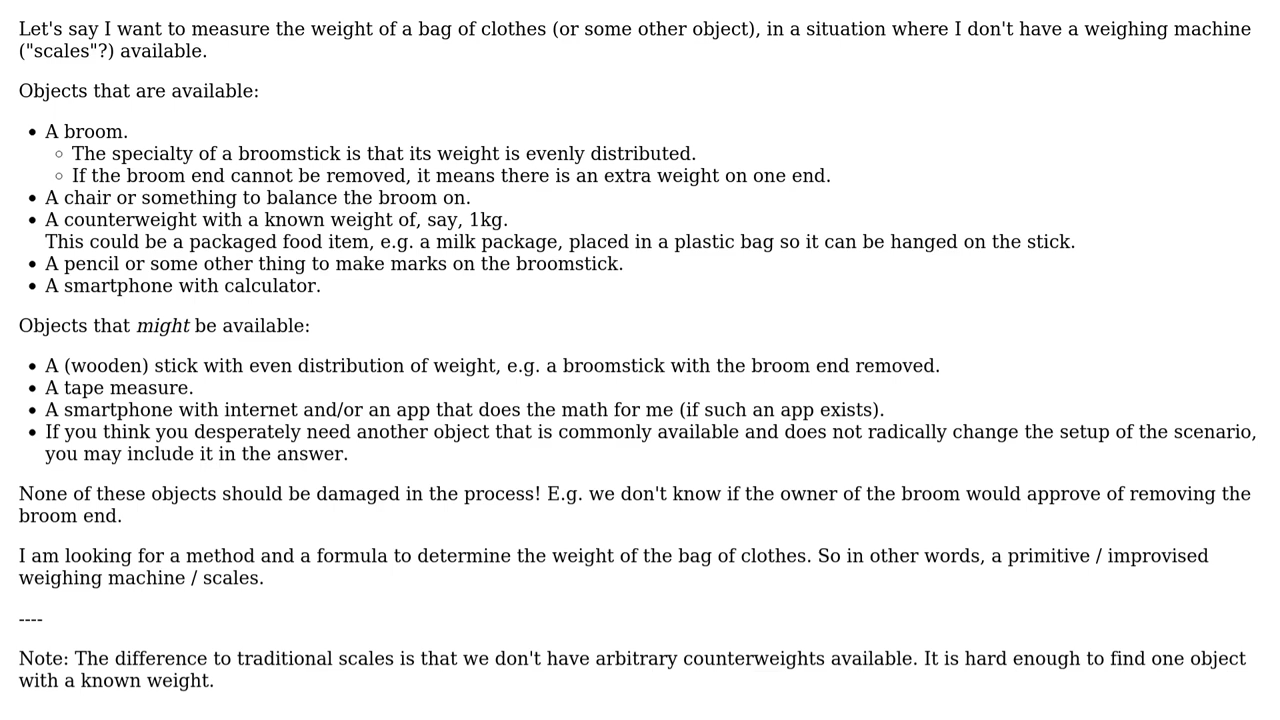 Let's say I want to measure the weight of a bag of clothes (or some other object), in a situation where I don't have a weighing machine
("scales"?) available.
Objects that are available:
• A broom.
◦ The specialty of a broomstick is that its weight is evenly distributed.
◦ If the broom end cannot be removed, it means there is an extra weight on one end.
• A chair or something to balance the broom on.
• A counterweight with a known weight of, say, 1kg.
This could be a packaged food item, e.g. a milk package, placed in a plastic bag so it can be hanged on the stick.
• A pencil or some other thing to make marks on the broomstick.
• A smartphone with calculator.
Objects that might be available:
• A (wooden) stick with even distribution of weight, e.g. a broomstick with the broom end removed.
• A tape measure.
• A smartphone with internet and/or an app that does the math for me (if such an app exists).
• If you think you desperately need another object that is commonly available and does not radically change the setup of the scenario,
you may include it in the answer.
None of these objects should be damaged in the process! E.g. we don't know if the owner of the broom would approve of removing the
broom end.
I am looking for a method and a formula to determine the weight of the bag of clothes. So in other words, a primitive / improvised
weighing machine / scales.
----
Note: The difference to traditional scales is that we don't have arbitrary counterweights available. It is hard enough to find one object
with a known weight.